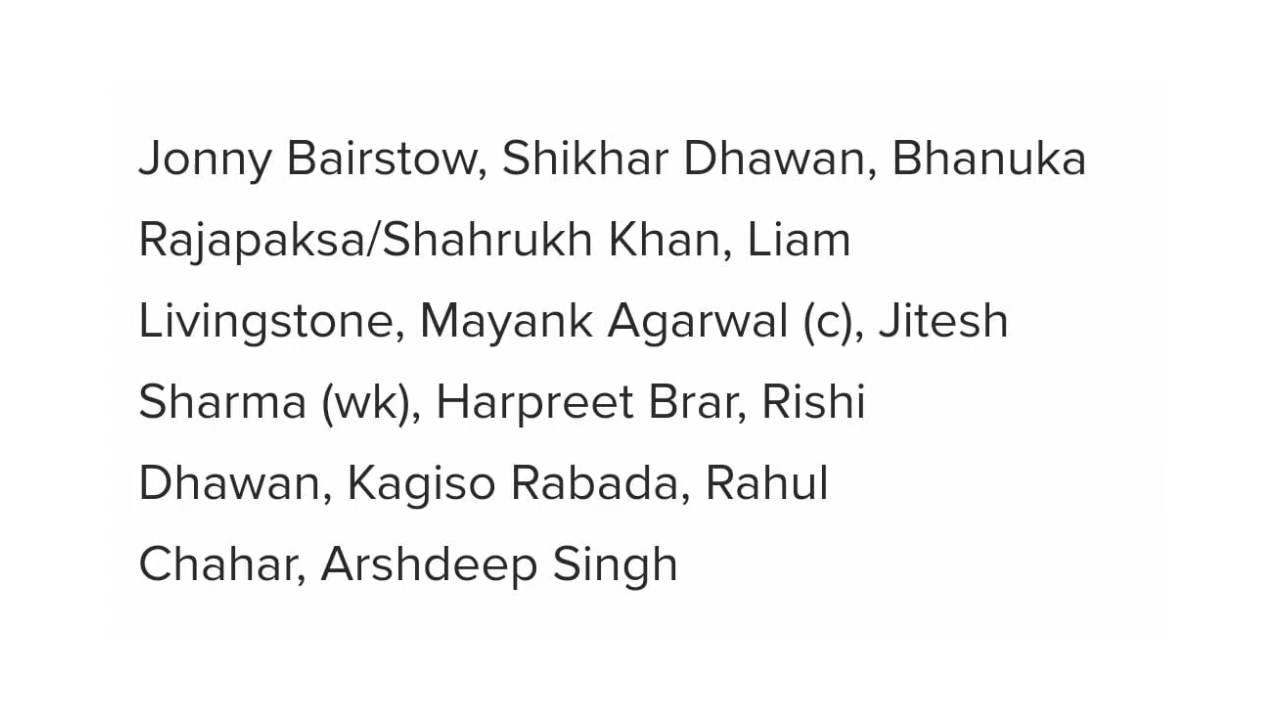 Jonny Bairstow, Shikhar Dhawan, Bhanuka
Rajapaksa/Shahrukh Khan, Liam
Livingstone, Mayank Agarwal (c), Jitesh
Sharma (wk), Harpreet Brar, Rishi
Dhawan, Kagiso Rabada, Rahul
Chahar, Arshdeep Singh